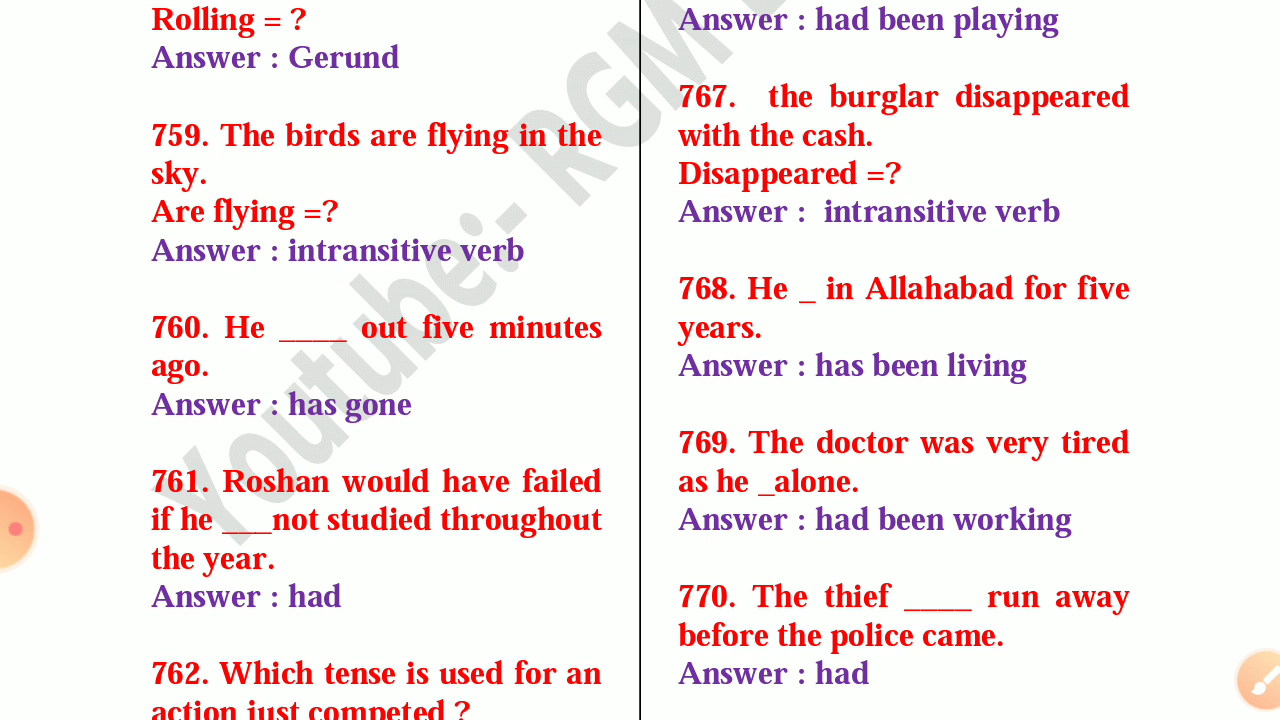 Rolling = ?
Answer : Gerund
759. The birds are flying in the
sky.
Are flying =?
Answer : intransitive verb
760. He ____ out five minutes
ago.
Answer : has gone
761. Roshan would have failed
if he ___not studied throughout
the year.
Answer : had
762. Which tense is used for an
action just competed ?
Answer : had been playing
767. the burglar disappeared
with the cash.
Disappeared =?
Answer : intransitive verb
768. He _ in Allahabad for five
years.
Answer : has been living
769. The doctor was very tired
as he _alone.
Answer : had been working
770. The thief ____ run away
before the police came.
Answer : had
Youtube:- RGM